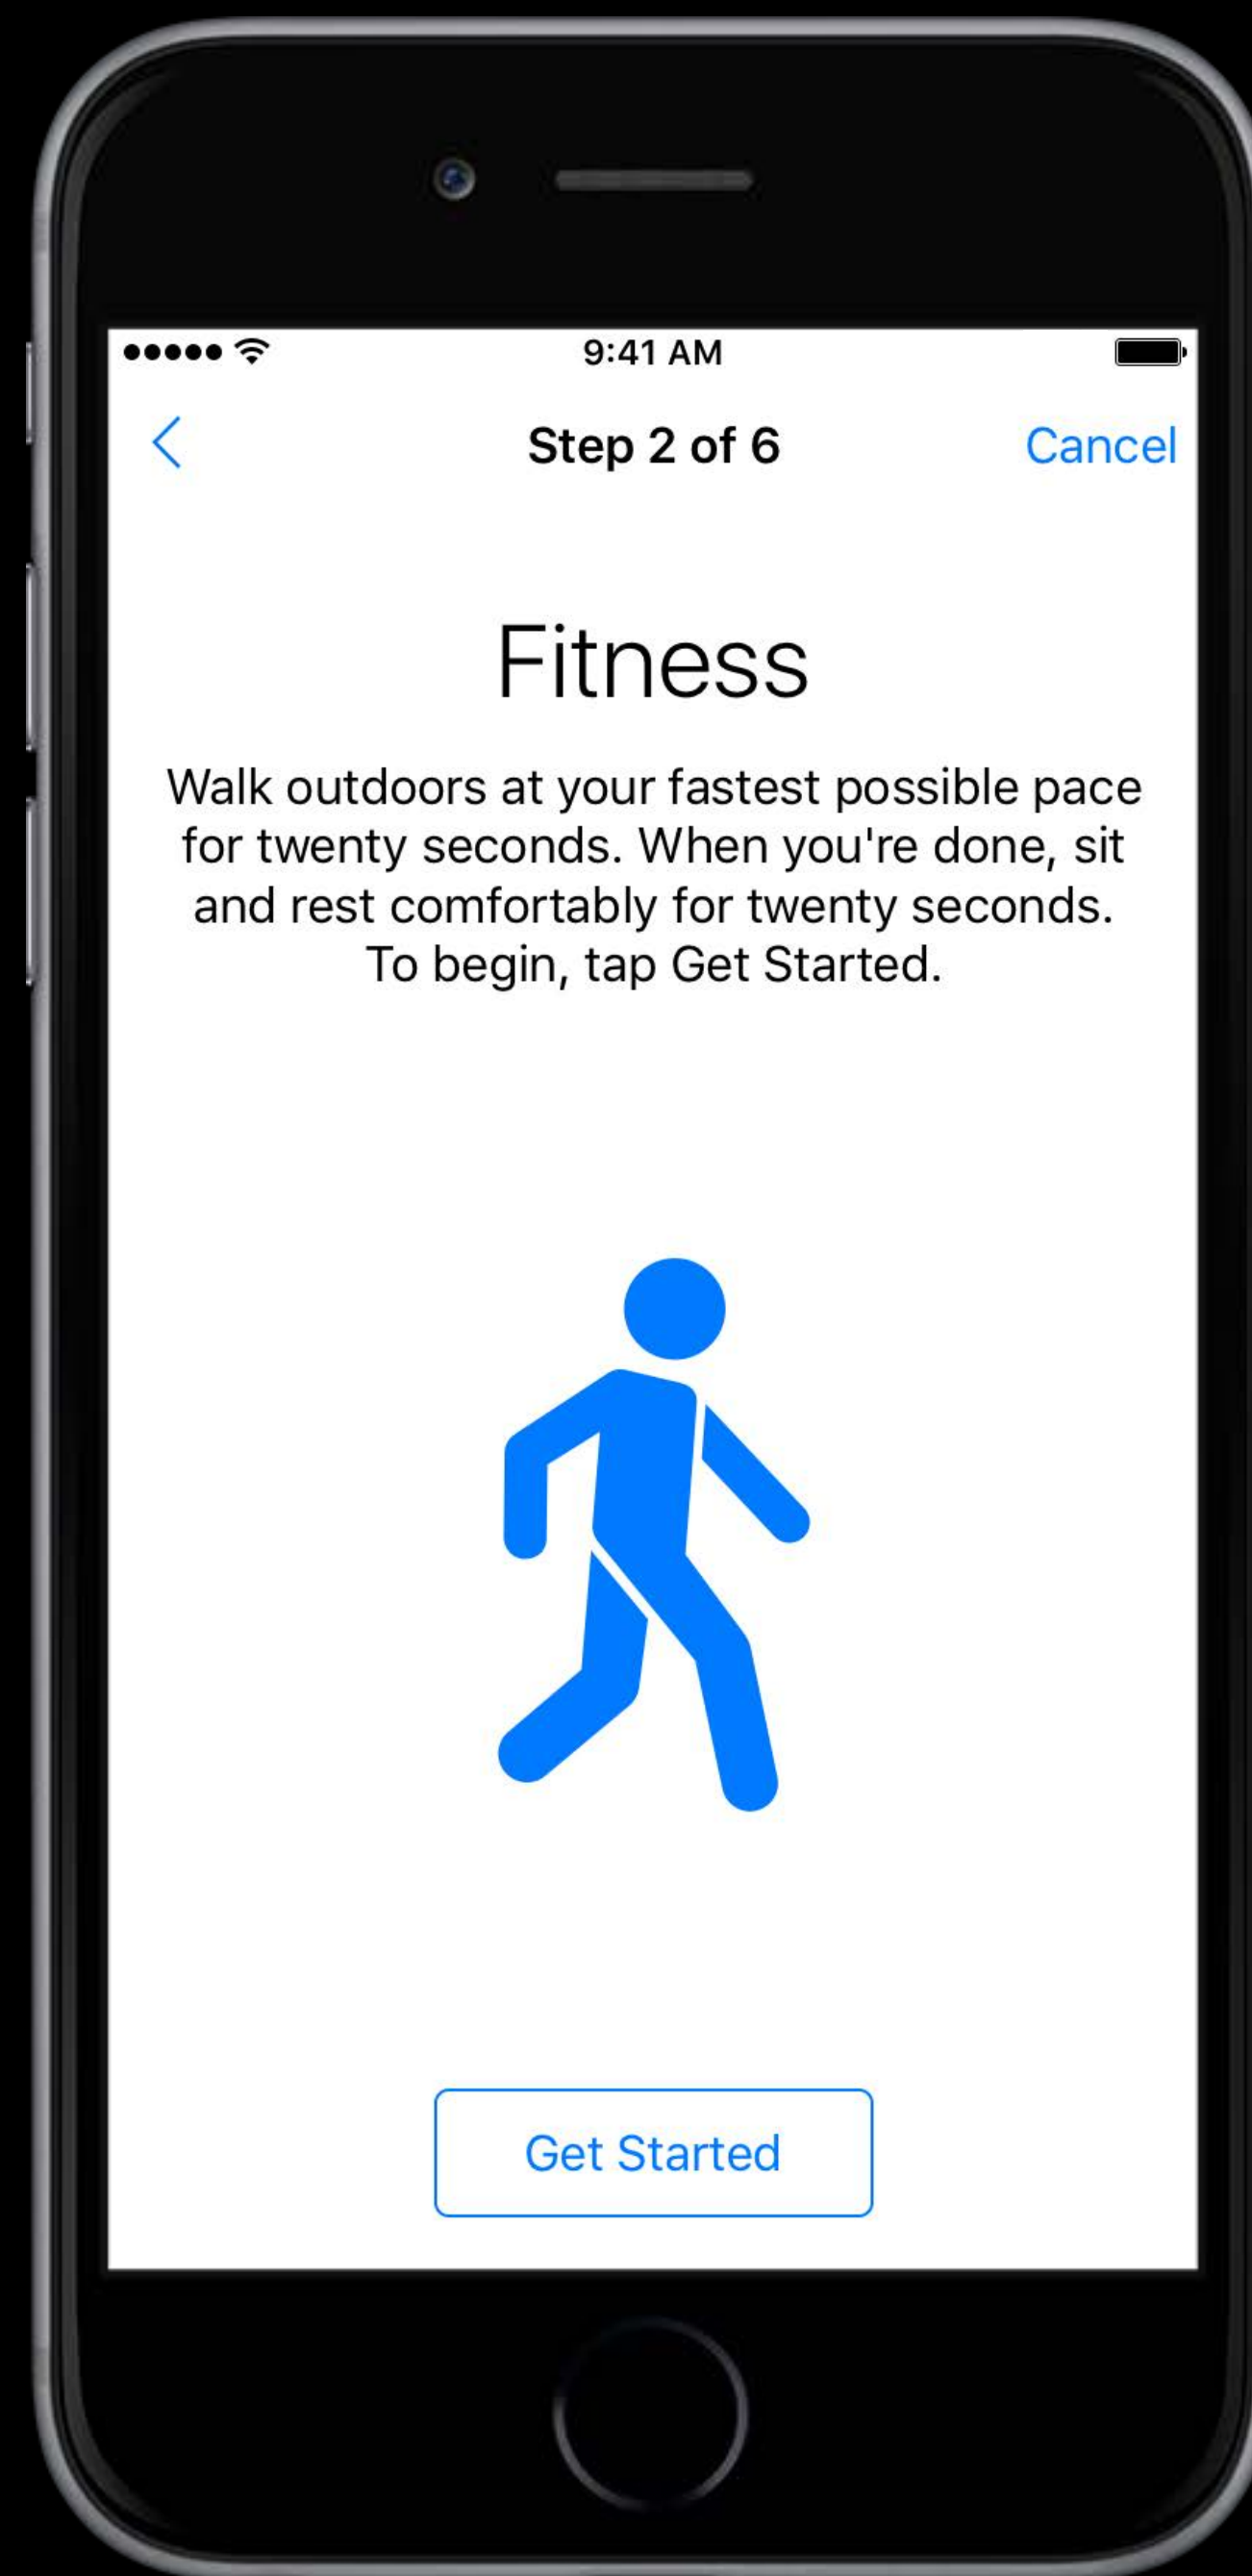 9:41 AM
Step 2 of 6
Cancel
Fitness
Walk outdoors at your fastest possible pace
for twenty seconds. When you're done, sit
and rest comfortably for twenty seconds.
To begin, tap Get Started.
Get Started